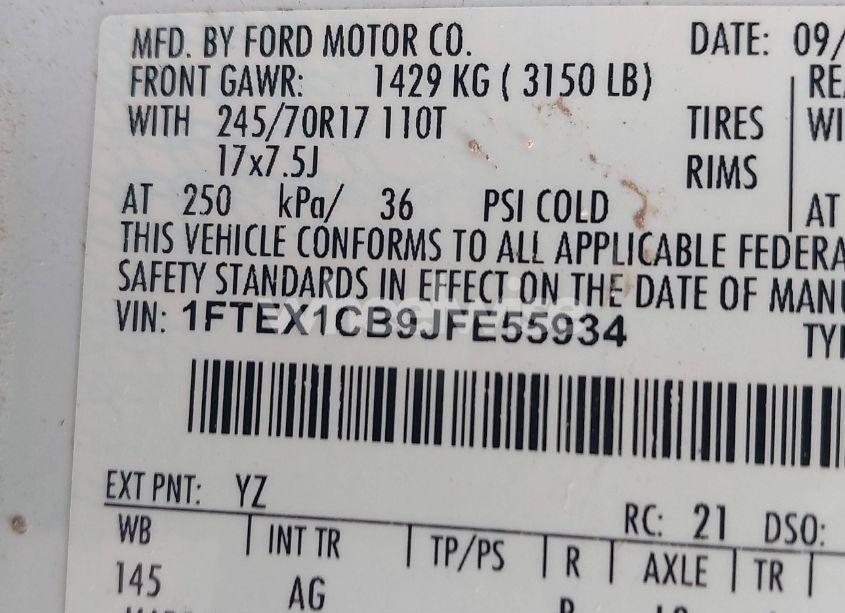 MFD. BY FORD MOTOR CO. DATE: 09/
FRONT GAWR: 1429 KG ( 3150 LB)
WITH 245/70R17 110T TIRES
17x7.5J RIMS
AT 250 kPa/ 36 PSI COLD AT
THIS VEHICLE CONFORMS TO ALL APPLICABLE FEDERA
SAFETY STANDARDS IN EFFECT ON THE DATE OF MANU
VIN: 1FTEX1CB9JFE55934
EXT PNT: YZ RC: 21 DSO:
WB INT TR TP/PS R AXLE TR
145 AG